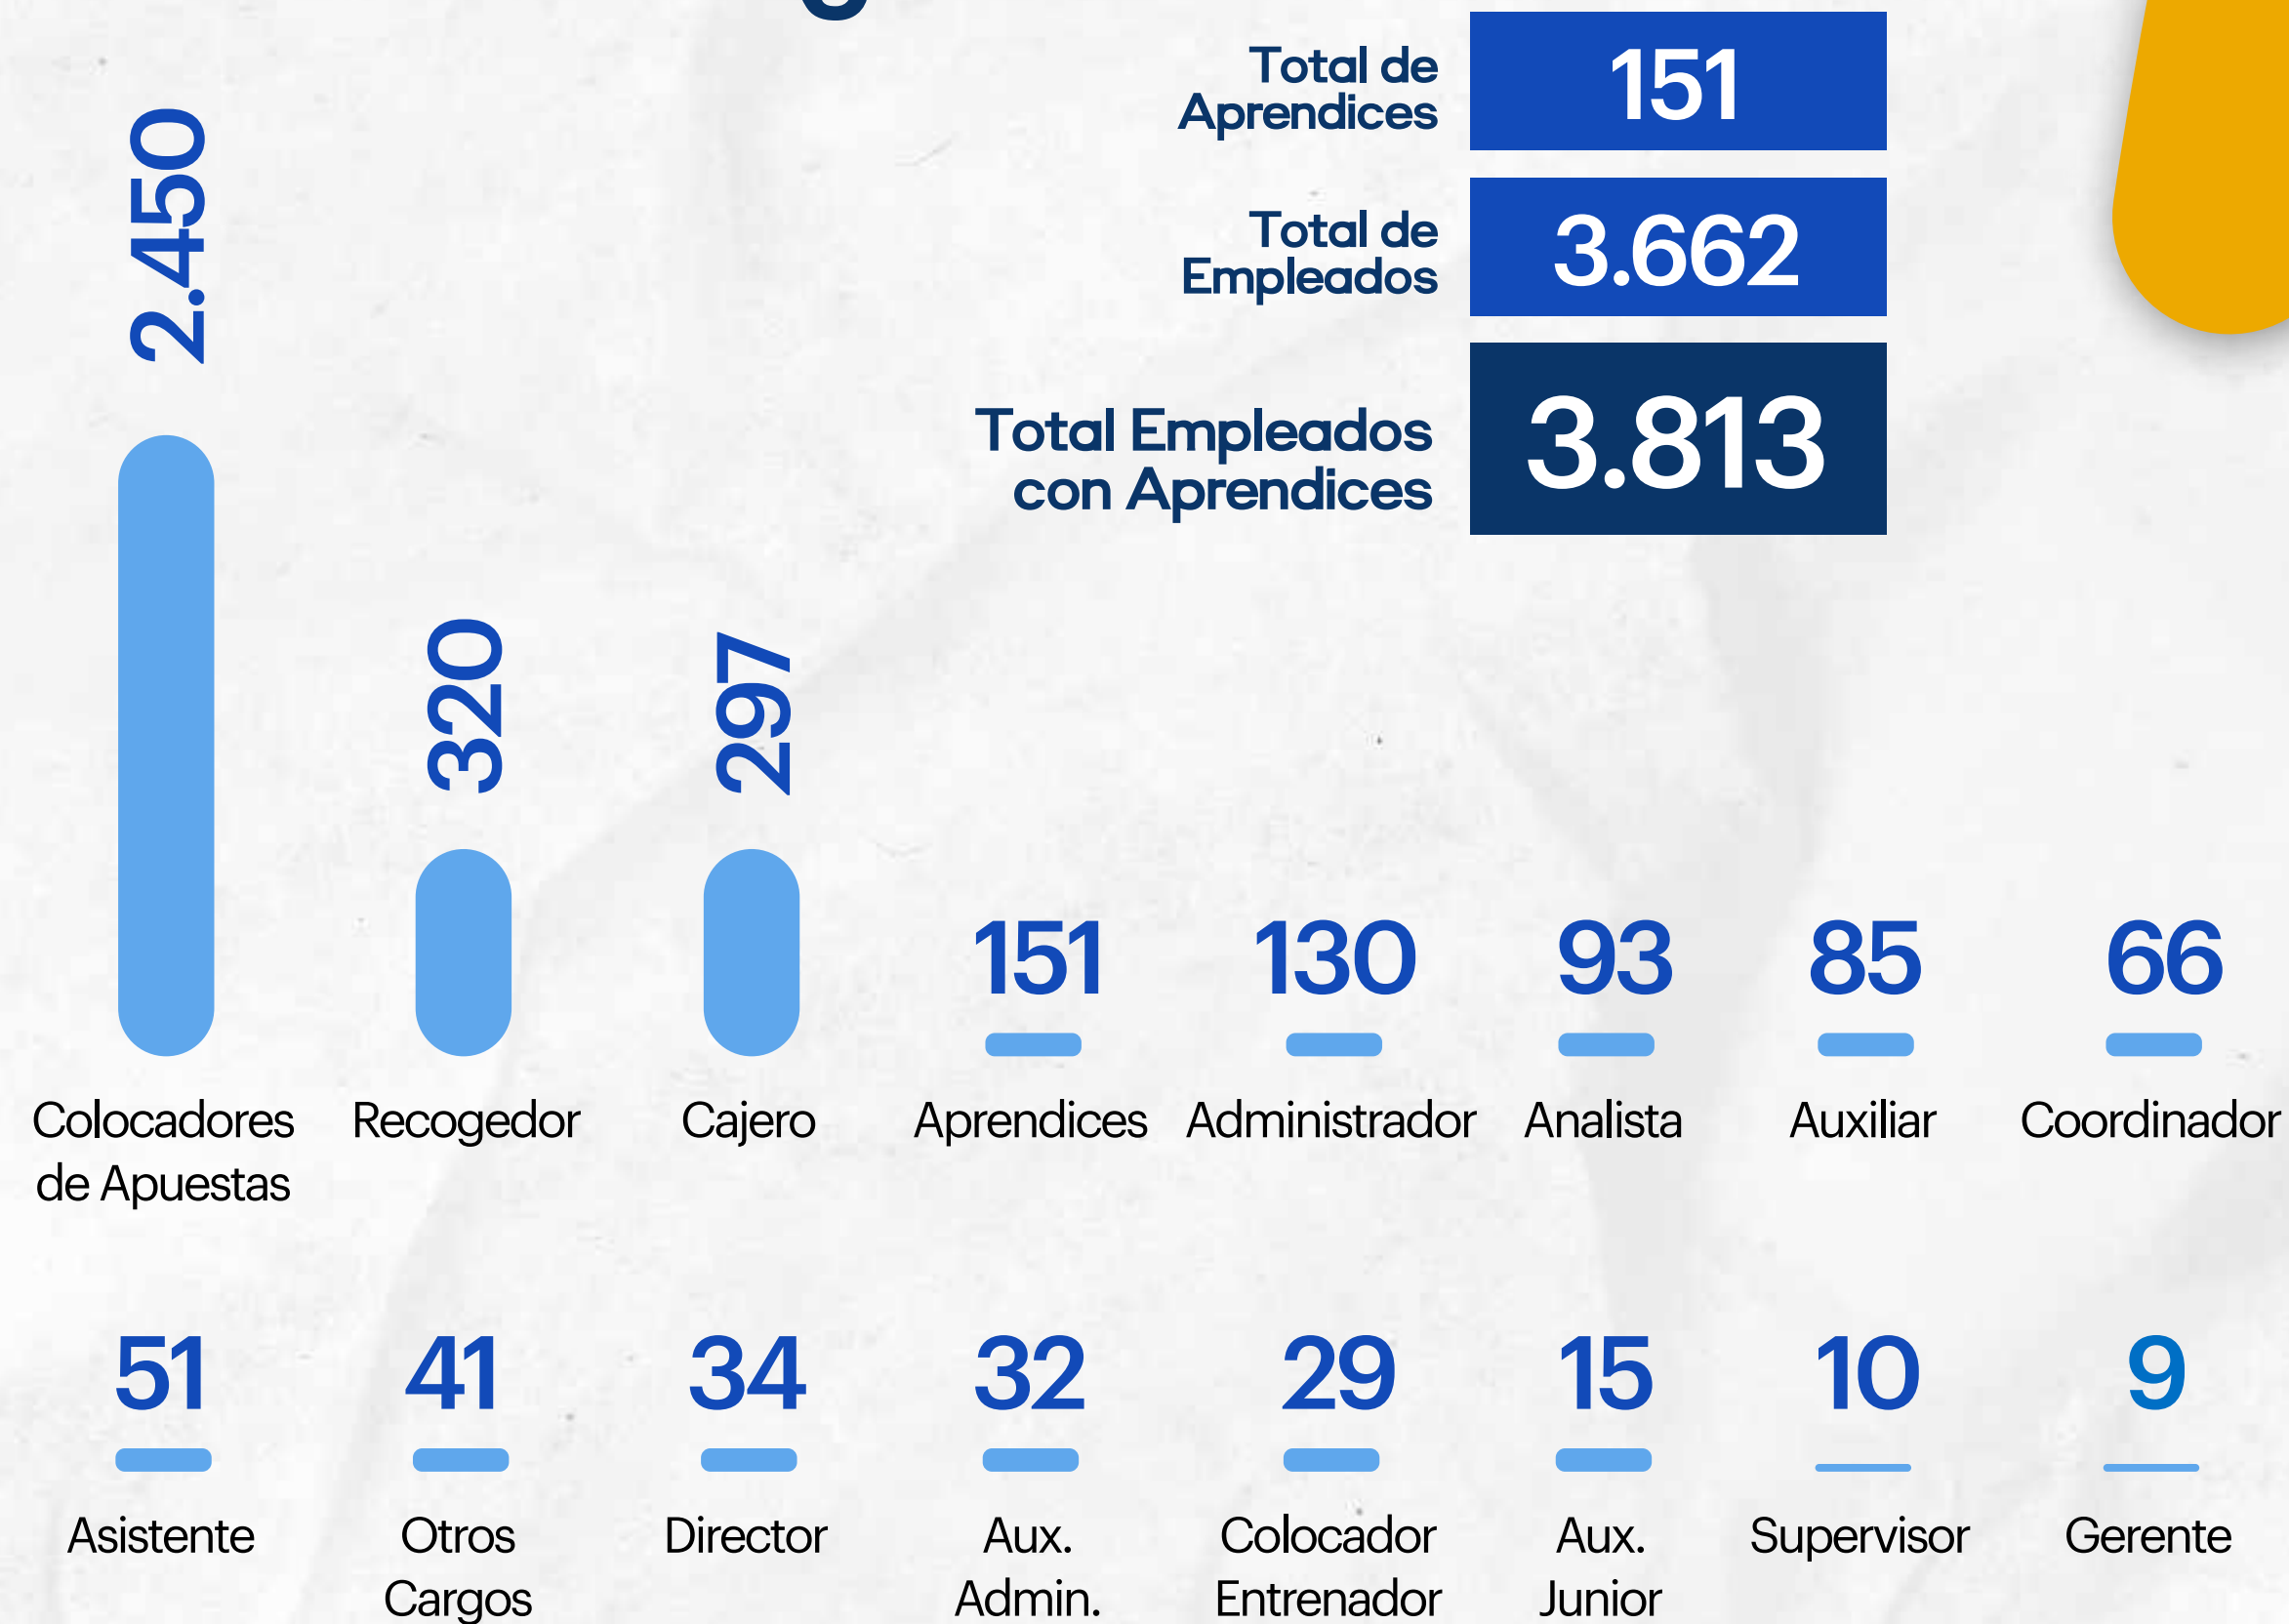 Total de
Aprendices
151
Total de
Empleados
3.662
Total Empleados
con Aprendices
3.813
2.450
320
297
151
130
93
85
66
Colocadores
de Apuestas
Recogedor
Cajero
Aprendices
Administrador
Analista
Auxiliar
Coordinador
51
41
34
32
29
15
10
9
Asistente
Otros
Cargos
Director
Aux.
Admin.
Colocador
Entrenador
Aux.
Junior
Supervisor
Gerente